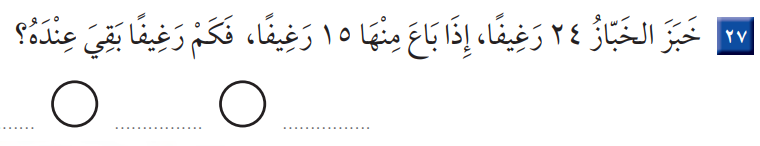 ٢٧ خَبَزَ الخَبّازُ ٢٤ رَغِيفًا، إِذَا بَاعَ مِنْهَا ١٥ رَغِيفًا، فَكَمْ رَغِيفًا بَقِيَ عِنْدَهُ؟
................ ◯ ................ ◯ ......